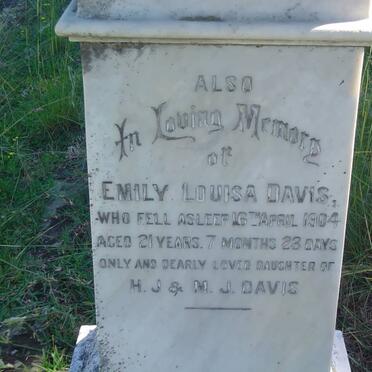 ALSO
In Loving Memory
of
EMILY LOUISA DAVIS,
WHO FELL ASLEEP 16TH APRIL 1904
AGED 21 YEARS. 7 MONTHS 23 DAYS
ONLY AND DEARLY LOVED DAUGHTER OF
H. J & M. J. DAVIS